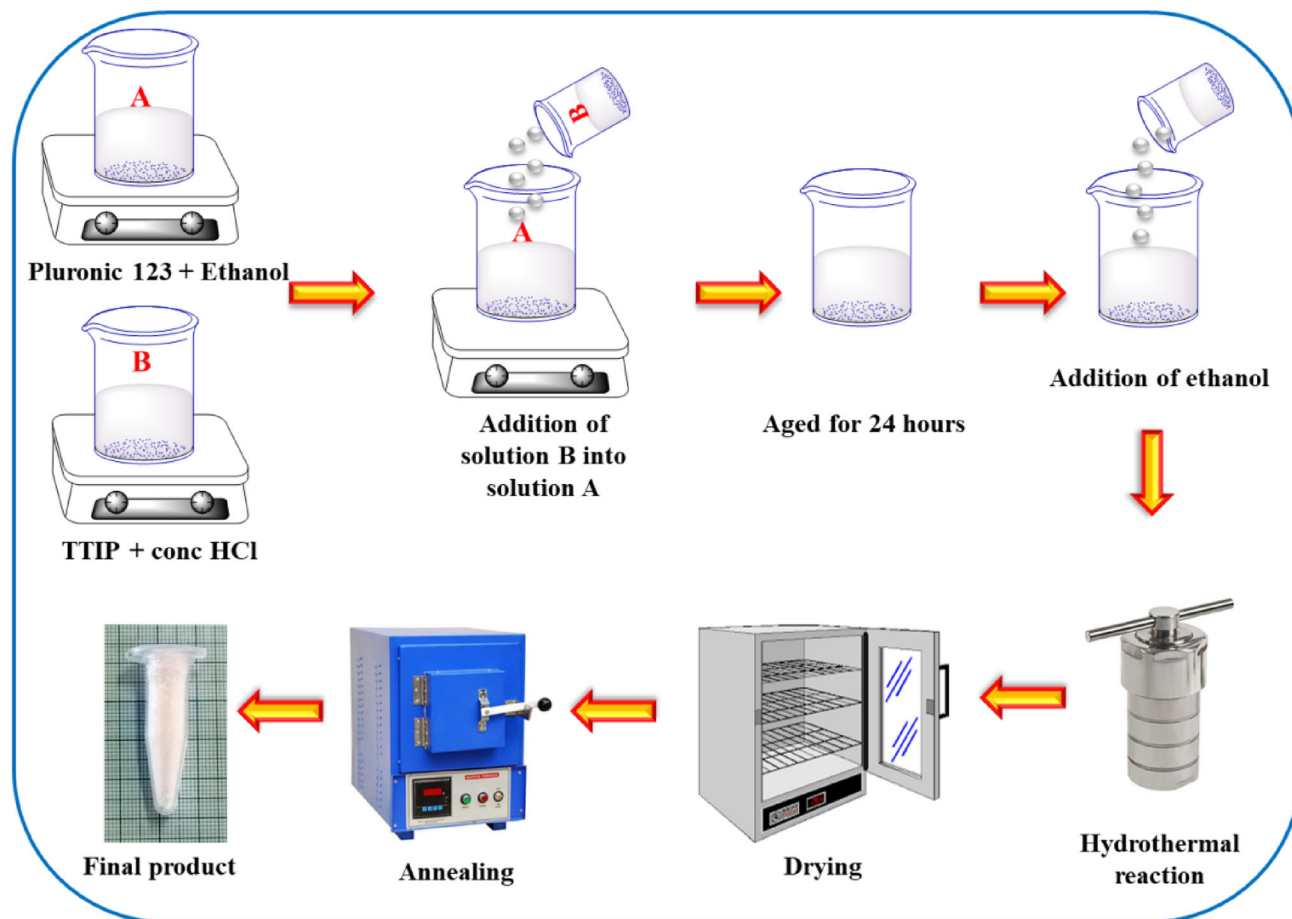 A
Pluronic 123 + Ethanol
B
TTIP + conc HCl
B
A
Addition of
solution B into
solution A
Aged for 24 hours
Addition of ethanol
Hydrothermal
reaction
Drying
Annealing
Final product